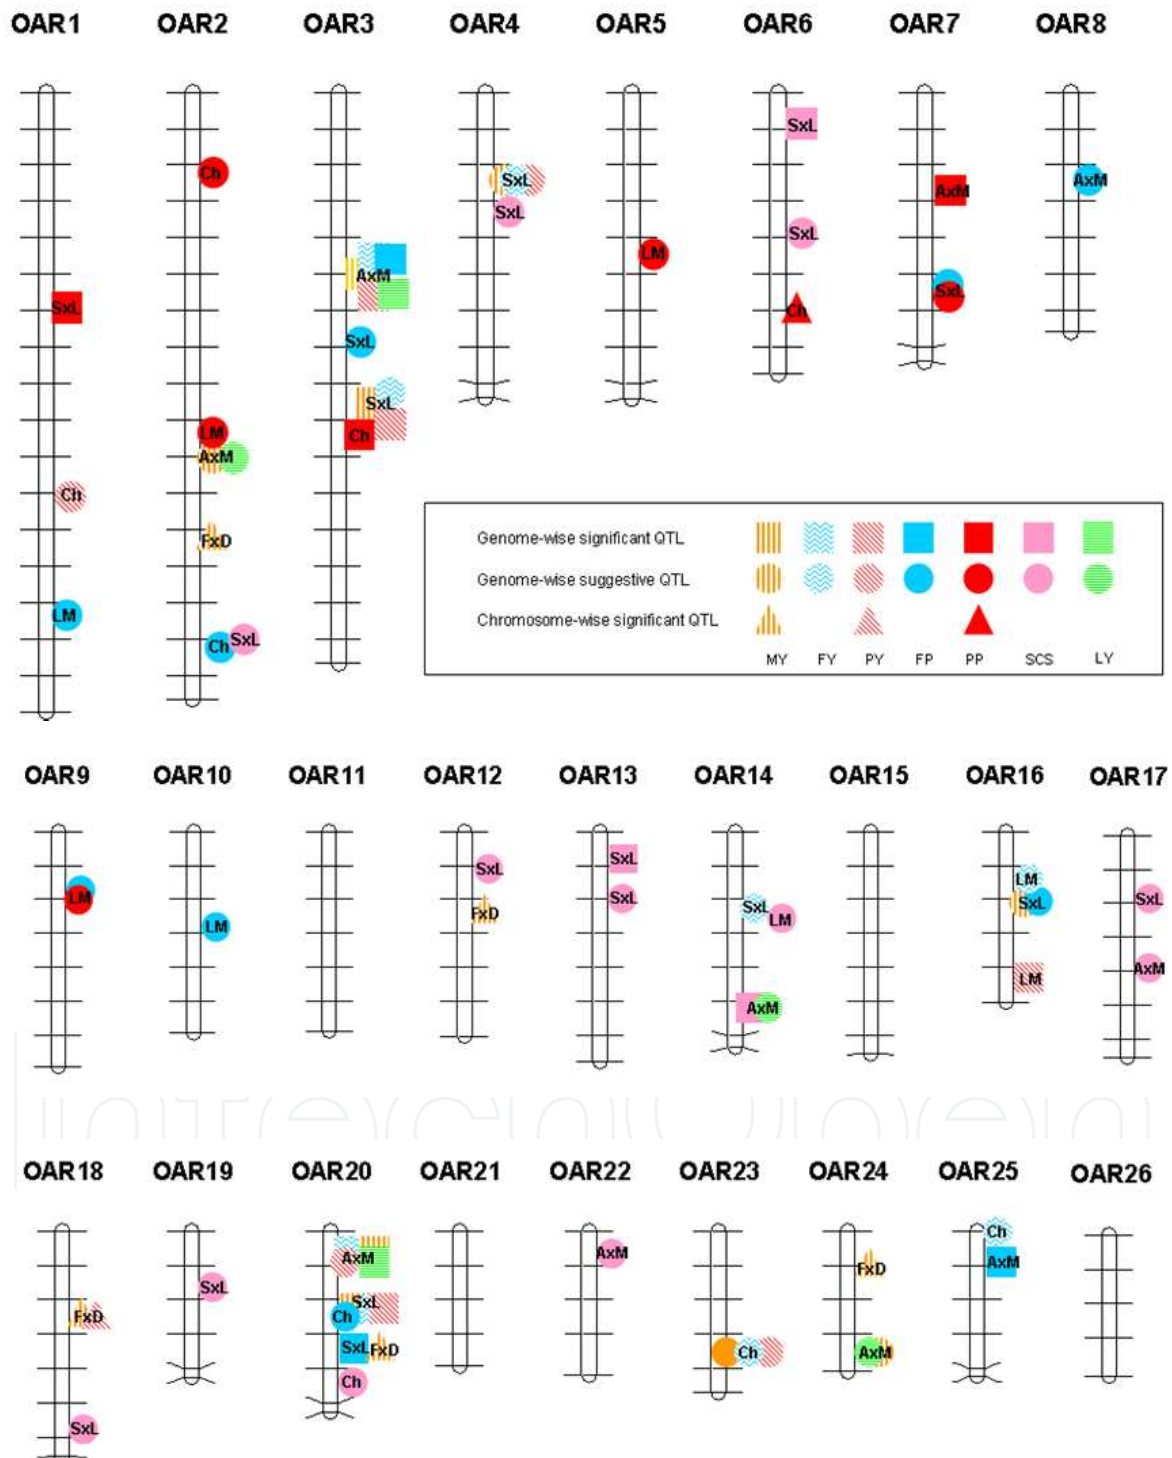 OAR1 OAR2 OAR3 OAR4 OAR5 OAR6 OAR7 OAR8
SxL
Ch
LM
Ch
LM
AxM
FxD
Ch SxL
AxM
SxL
SxL
Ch
SxL
SxL
LM
SxL
SxL
Ch
AxM
SxL
AxM
Genome-wise significant QTL
Genome-wise suggestive QTL
Chromosome-wise significant QTL
MY FY PY FP PP SCS LY
OAR9 OAR10 OAR11 OAR12 OAR13 OAR14 OAR15 OAR16 OAR17
LM
LM
SxL
FxD
SxL
SxL
SxL LM
AxM
LM
SxL
LM
SxL
AxM
IntechOpen
OAR18 OAR19 OAR20 OAR21 OAR22 OAR23 OAR24 OAR25 OAR26
FxD
SxL
SxL
AxM
SxL
Ch
SxL FxD
Ch
AxM
Ch
FxD
AxM
Ch
AxM